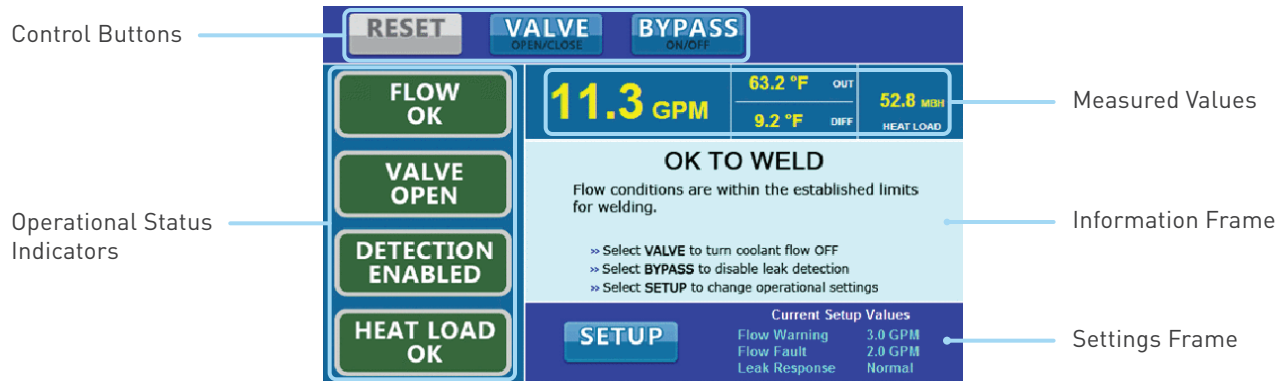 Control Buttons
RESET
VALVE
OPEN/CLOSE
BYPASS
ON/OFF
Operational Status
Indicators
FLOW
OK
VALVE
OPEN
DETECTION
ENABLED
HEAT LOAD
OK
11.3 GPM
63.2 °F OUT
9.2 °F DIFF
52.8 MBH
HEAT LOAD
Measured Values
OK TO WELD
Flow conditions are within the established limits
for welding.
» Select VALVE to turn coolant flow OFF
» Select BYPASS to disable leak detection
» Select SETUP to change operational settings
Information Frame
SETUP
Current Setup Values
Flow Warning 3.0 GPM
Flow Fault 2.0 GPM
Leak Response Normal
Settings Frame